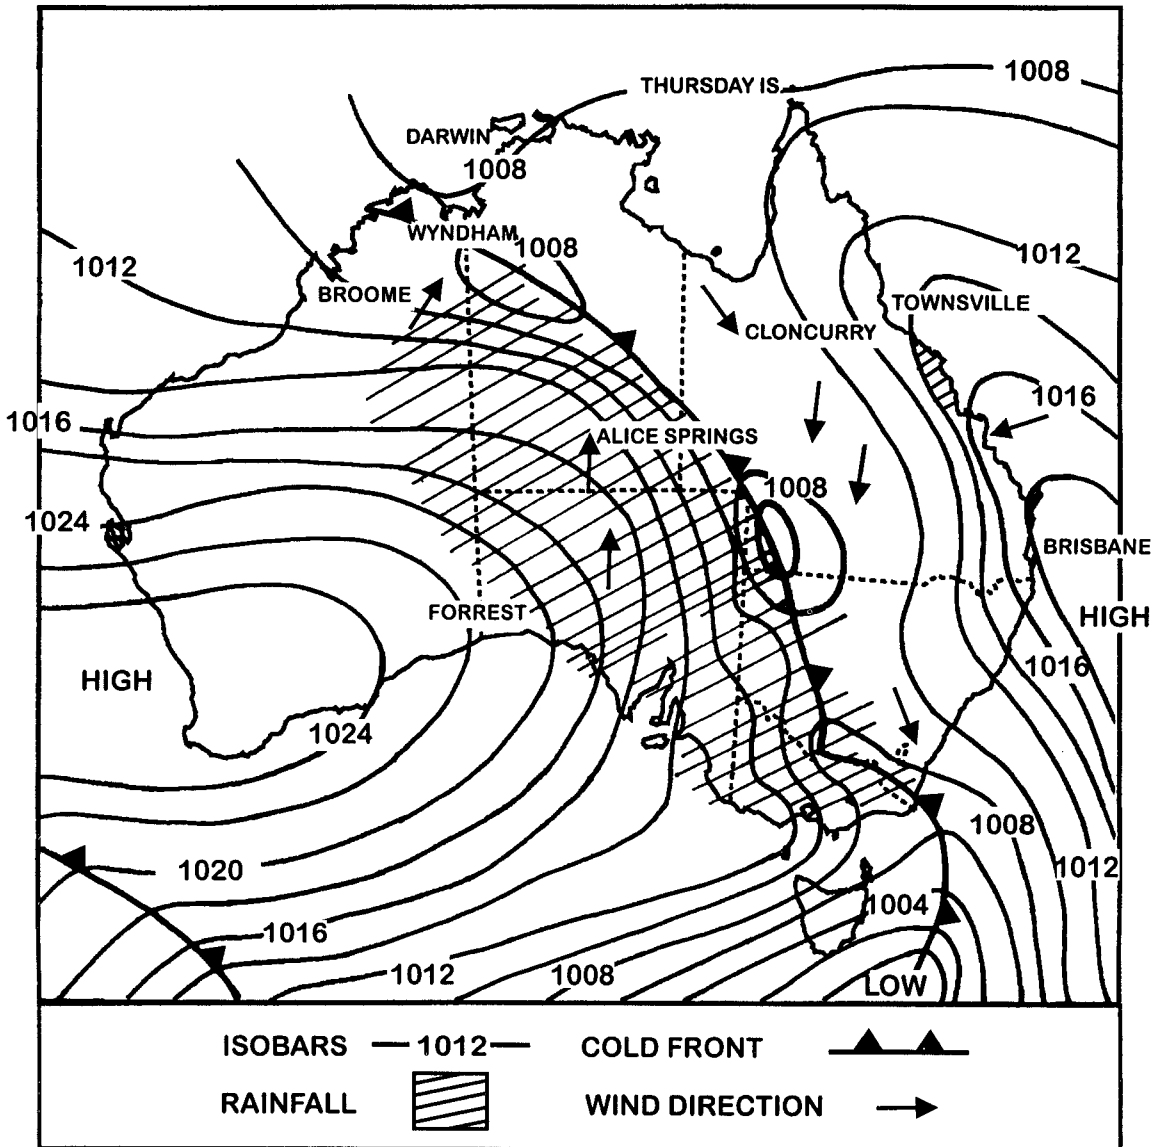 THURSDAY IS.
1008
DARWIN
1008
WYNDHAM
1008
1012
1012
BROOME
TOWNSVILLE
CLONCURRY
1016
1016
ALICE SPRINGS
1008
1024
BRISBANE
FORREST
HIGH
HIGH
1016
1024
1008
1020
1012
1004
1016
1012
1008
LOW
ISOBARS 1012 COLD FRONT
RAINFALL WIND DIRECTION